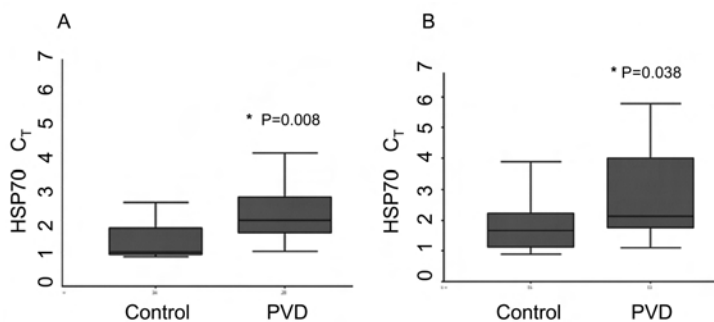 A
HSP70 C_T
7
6
5
4
3
2
1
0
* P=0.008
Control
PVD
B
HSP70 C_T
7
6
5
4
3
2
1
0
* P=0.038
Control
PVD